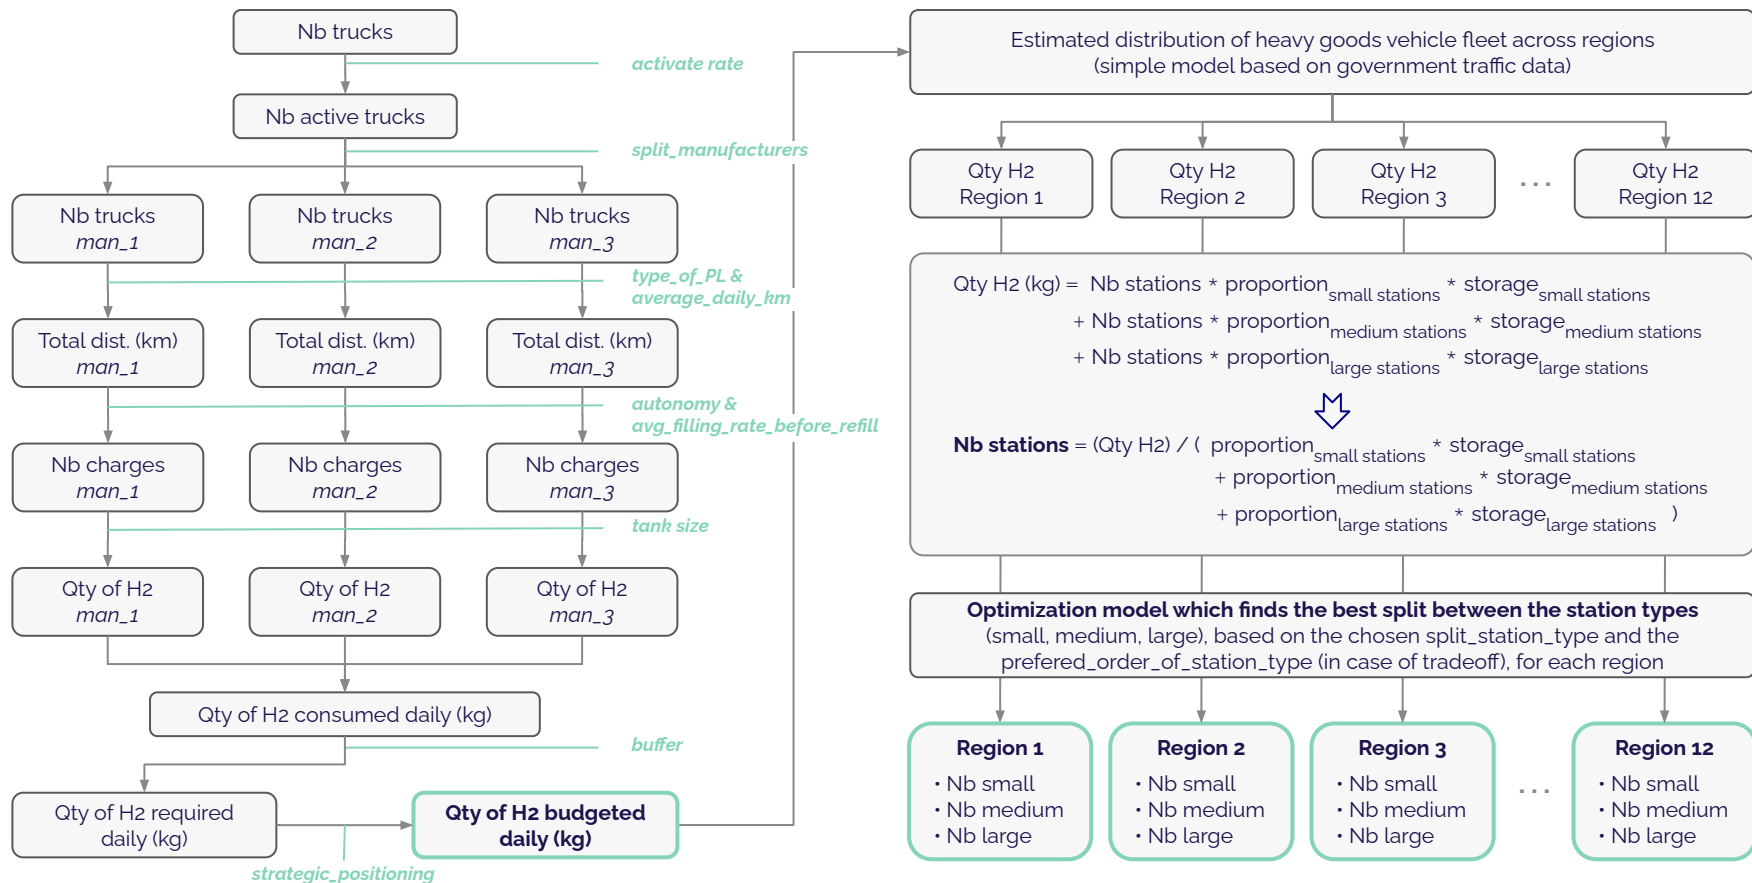 Nb trucks
activate rate
Nb active trucks
split_manufacturers
Nb trucks
man_1
Nb trucks
man_2
Nb trucks
man_3
type_of_PL &
average_daily_km
Total dist. (km)
man_1
Total dist. (km)
man_2
Total dist. (km)
man_3
autonomy &
avg_filling_rate_before_refill
Nb charges
man_1
Nb charges
man_2
Nb charges
man_3
tank size
Qty of H2
man_1
Qty of H2
man_2
Qty of H2
man_3
Qty of H2 consumed daily (kg)
buffer
Qty of H2 required
daily (kg)
strategic_positioning
Qty of H2 budgeted
daily (kg)
Estimated distribution of heavy goods vehicle fleet across regions
(simple model based on government traffic data)
Qty H2
Region 1
Qty H2
Region 2
Qty H2
Region 3
...
Qty H2
Region 12
Qty H2 (kg) = Nb stations * proportion small stations * storage small stations
+ Nb stations * proportion medium stations * storage medium stations
+ Nb stations * proportion large stations * storage large stations
Nb stations = (Qty H2) / ( proportion small stations * storage small stations
+ proportion medium stations * storage medium stations
+ proportion large stations * storage large stations )
Optimization model which finds the best split between the station types
(small, medium, large), based on the chosen split_station_type and the
prefered_order_of_station_type (in case of tradeoff), for each region
Region 1
• Nb small
• Nb medium
• Nb large
Region 2
• Nb small
• Nb medium
• Nb large
Region 3
• Nb small
• Nb medium
• Nb large
...
Region 12
• Nb small
• Nb medium
• Nb large